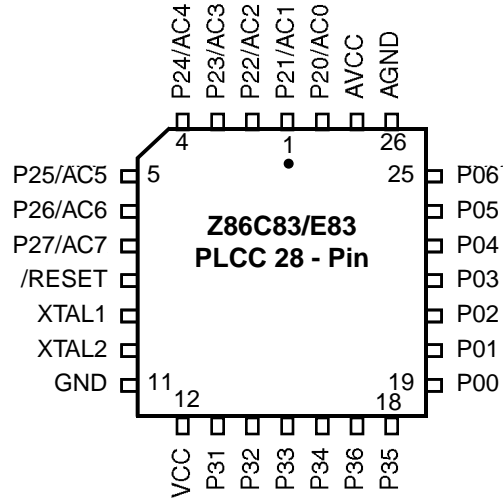 P24/AC4
P23/AC3
P22/AC2
P21/AC1
P20/AC0
AVCC
AGND
4
1
26
P25/AC5
5
25
P06
P26/AC6
P05
Z86C83/E83
P27/AC7
P04
PLCC 28 - Pin
/RESET
P03
XTAL1
P02
XTAL2
P01
GND
11
19
P00
12
18
VCC
P31
P32
P33
P34
P36
P35